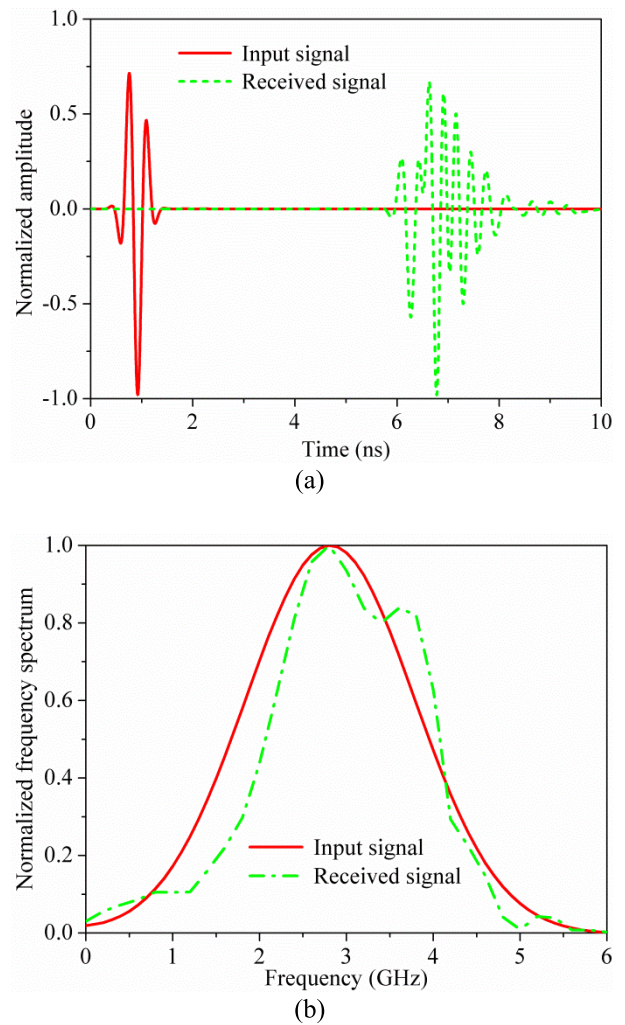 1.0
Input signal
Received signal
0.5
0.0
-0.5
-1.0
Normalized amplitude
0 2 4 6 8 10
Time (ns)
(a)
1.0
0.8
0.6
0.4
0.2
0.0
Normalized frequency spectrum
Input signal
Received signal
0 1 2 3 4 5 6
Frequency (GHz)
(b)